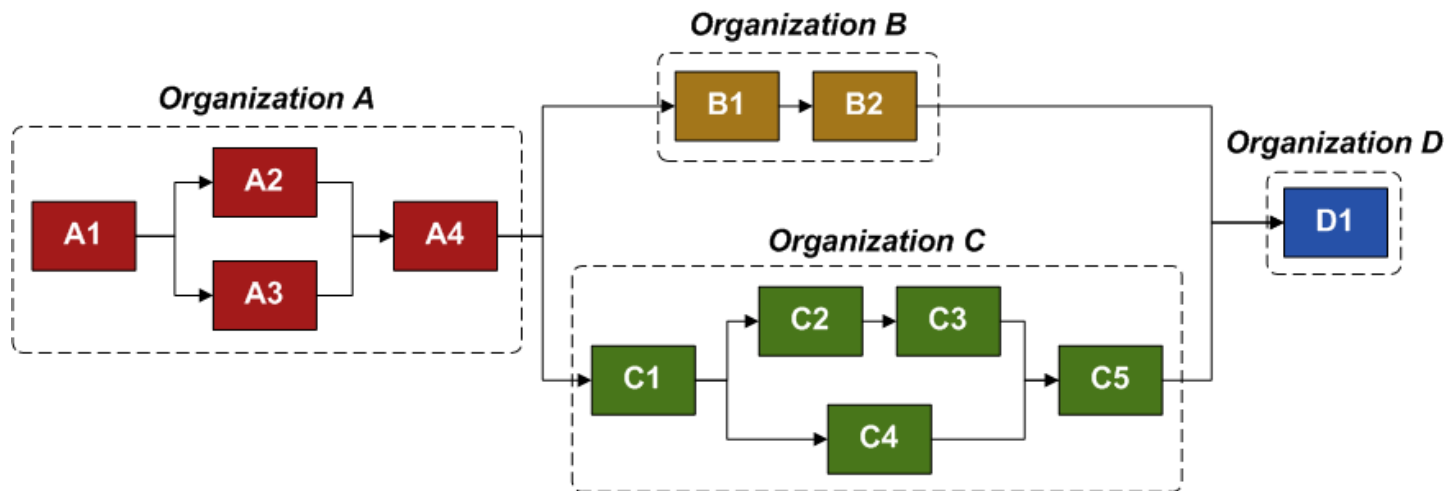 Organization A
A1
A2
A3
A4
Organization B
B1
B2
Organization C
C1
C2
C3
C4
C5
Organization D
D1